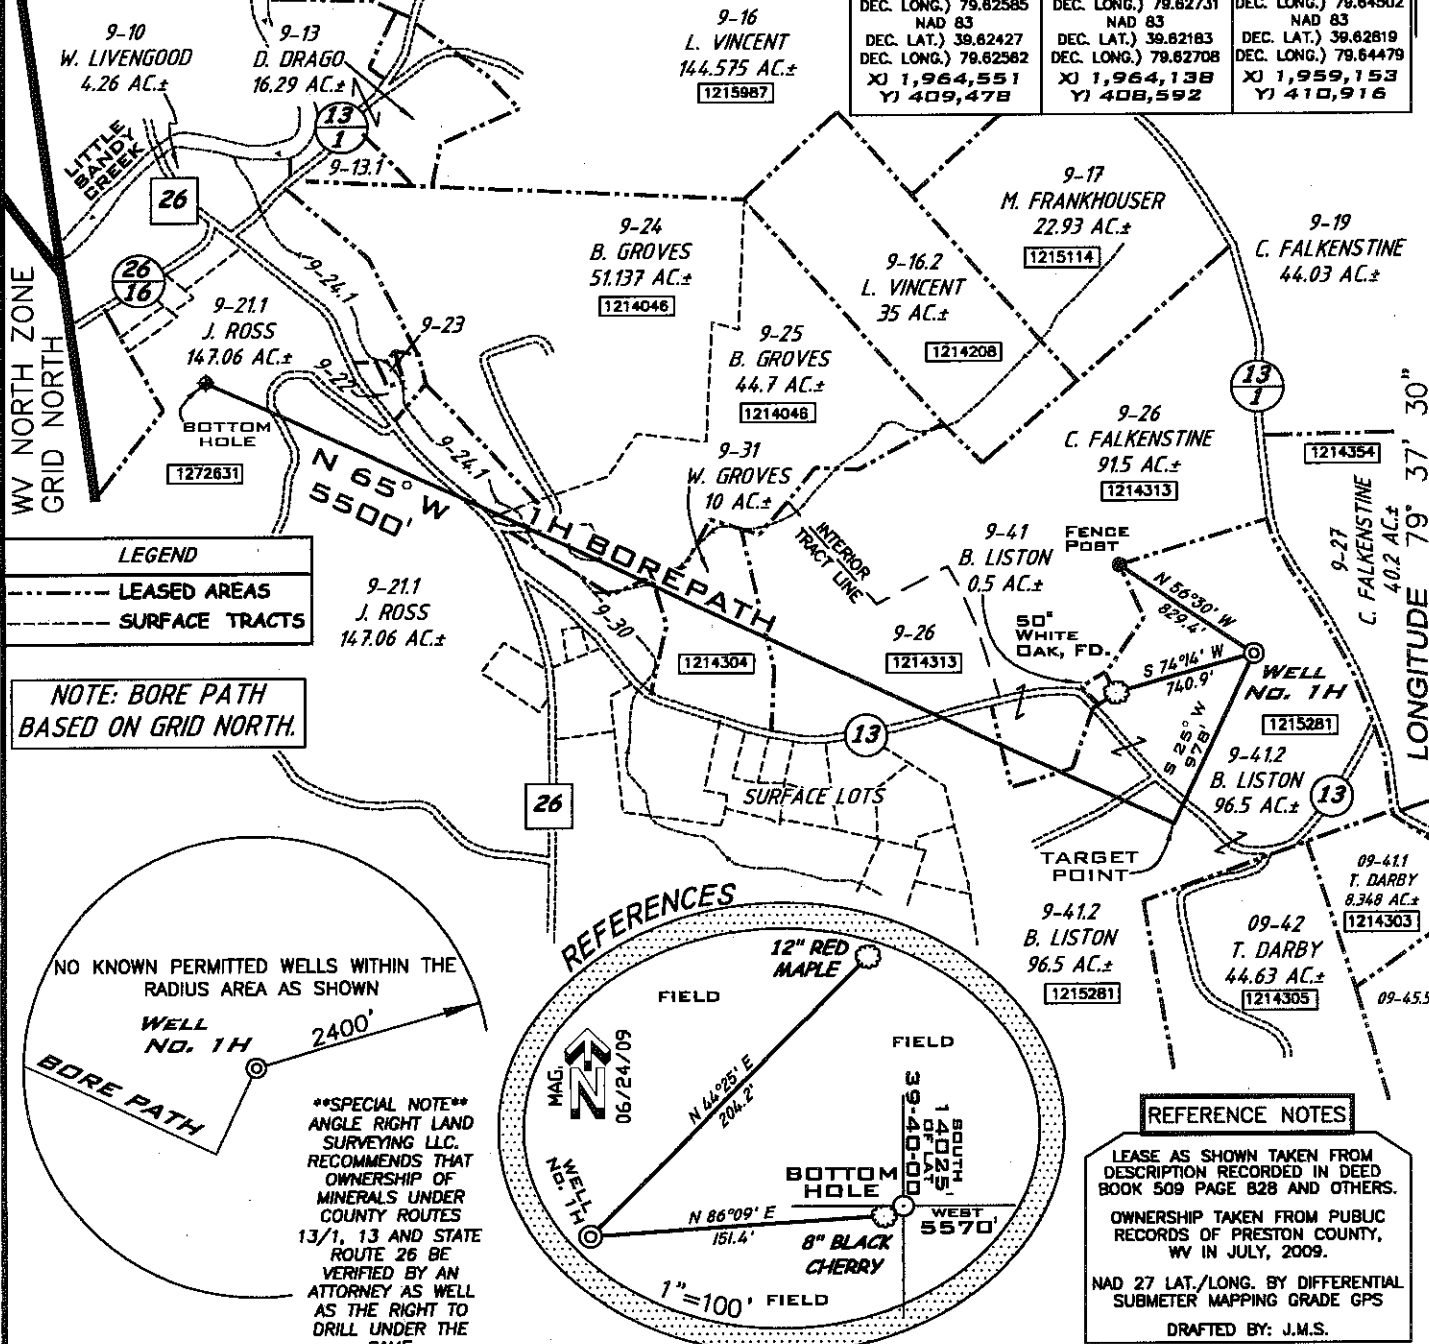 9-10
W. LIVENGOOD
4.26 AC.±
9-13
D. DRAGO
16.29 AC.±
9-16
L. VINCENT
144.575 AC.±
1215987
DEC. LONG.) 79.62585
NAD 83
DEC. LAT.) 39.62427
DEC. LONG.) 79.62562
X) 1,964,551
Y) 409,478
DEC. LONG.) 79.62731
NAD 83
DEC. LAT.) 39.62183
DEC. LONG.) 79.62708
X) 1,964,138
Y) 408,592
DEC. LONG.) 79.64502
NAD 83
DEC. LAT.) 39.62819
DEC. LONG.) 79.64479
X) 1,959,153
Y) 410,916
LITTLE
SANDY
CREEK
13
1
9-13.1
26
26
16
WV NORTH ZONE
GRID NORTH
9-21.1
J. ROSS
147.06 AC.±
9-24.1
9-23
9-22
9-24
B. GROVES
51.137 AC.±
1214046
9-17
M. FRANKHOUSER
22.93 AC.±
1215114
9-19
C. FALKENSTINE
44.03 AC.±
9-16.2
L. VINCENT
35 AC.±
1214208
9-25
B. GROVES
44.7 AC.±
1214046
13
1
BOTTOM
HOLE
1272631
N 65° W
5500'
9-24.1
9-31
W. GROVES
10 AC.±
9-26
C. FALKENSTINE
91.5 AC.±
1214313
1214354
9-27
C. FALKENSTINE
40.2 AC.±
LONGITUDE 79° 37' 30"
1H BOREPATH
INTERIOR
TRACT LINE
9-41
B. LISTON
0.5 AC.±
FENCE
POST
N 56°30' W
829.4'
LEGEND
LEASED AREAS
SURFACE TRACTS
9-21.1
J. ROSS
147.06 AC.±
9-30
1214304
9-26
1214313
50"
WHITE
OAK, FD.
S 74°14' W
740.9'
WELL
NO. 1H
1215281
S 25° W
978'
9-41.2
B. LISTON
96.5 AC.±
13
NOTE: BORE PATH
BASED ON GRID NORTH.
13
26
SURFACE LOTS
TARGET
POINT
09-41.1
T. DARBY
8.348 AC.±
1214303
9-41.2
B. LISTON
96.5 AC.±
1215281
09-42
T. DARBY
44.63 AC.±
1214305
09-45.5
NO KNOWN PERMITTED WELLS WITHIN THE
RADIUS AREA AS SHOWN
WELL
NO. 1H
2400'
BORE PATH
REFERENCES
12" RED
MAPLE
FIELD
FIELD
MAG.
N
06/24/09
N 44°25' E
204.2'
WELL
NO. 1H
N 86°09' E
151.4'
8" BLACK
CHERRY
BOTTOM
HOLE
39-40-00
14025'
SOUTH
OF LAT
WEST
5570'
1"=100'
FIELD
**SPECIAL NOTE**
ANGLE RIGHT LAND
SURVEYING LLC.
RECOMMENDS THAT
OWNERSHIP OF
MINERALS UNDER
COUNTY ROUTES
13/1, 13 AND STATE
ROUTE 26 BE
VERIFIED BY AN
ATTORNEY AS WELL
AS THE RIGHT TO
DRILL UNDER THE
REFERENCE NOTES
LEASE AS SHOWN TAKEN FROM
DESCRIPTION RECORDED IN DEED
BOOK 509 PAGE 828 AND OTHERS.
OWNERSHIP TAKEN FROM PUBLIC
RECORDS OF PRESTON COUNTY,
WV IN JULY, 2009.
NAD 27 LAT./LONG. BY DIFFERENTIAL
SUBMETER MAPPING GRADE GPS
DRAFTED BY: J.M.S.